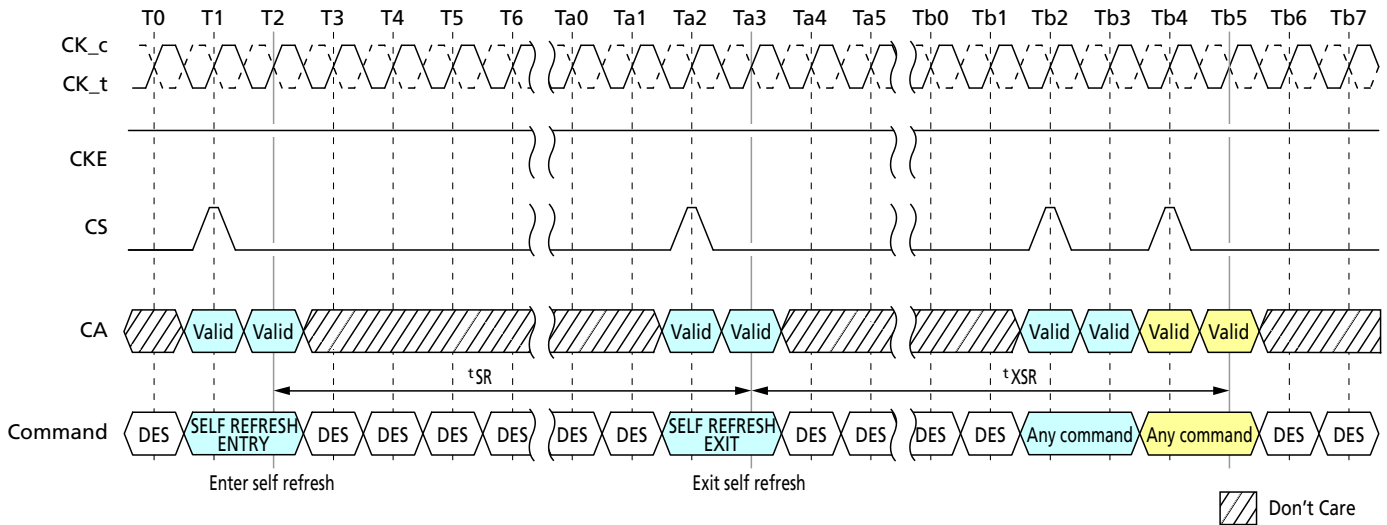 T0 T1 T2 T3 T4 T5 T6 Ta0 Ta1 Ta2 Ta3 Ta4 Ta5 Tb0 Tb1 Tb2 Tb3 Tb4 Tb5 Tb6 Tb7
CK_c
CK_t
CKE
CS
CA Valid Valid Valid Valid Valid Valid Valid Valid
tSR tXSR
Command DES SELF REFRESH ENTRY DES DES DES DES DES DES SELF REFRESH EXIT DES DES DES DES Any command Any command DES DES
Enter self refresh Exit self refresh
Don't Care